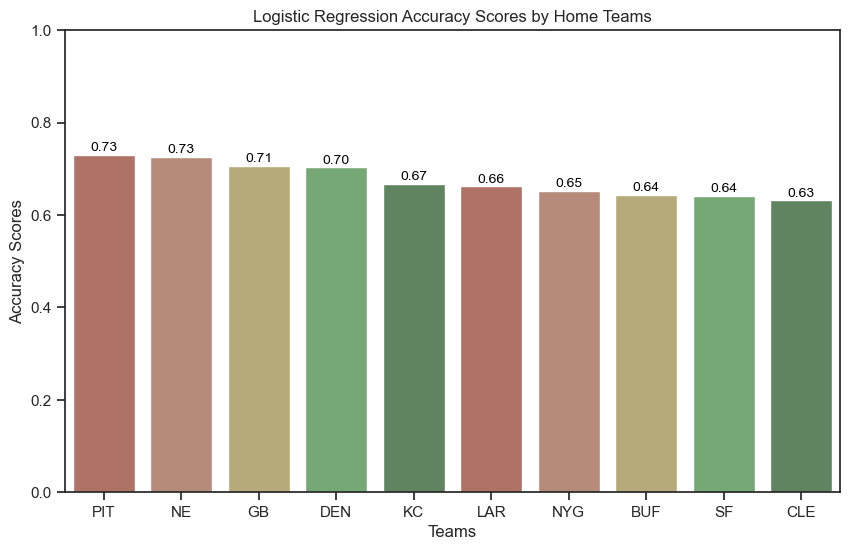 Logistic Regression Accuracy Scores by Home Teams
Accuracy Scores
1.0
0.8
0.6
0.4
0.2
0.0
0.73
0.73
0.71
0.70
0.67
0.66
0.65
0.64
0.64
0.63
PIT
NE
GB
DEN
KC
LAR
NYG
BUF
SF
CLE
Teams